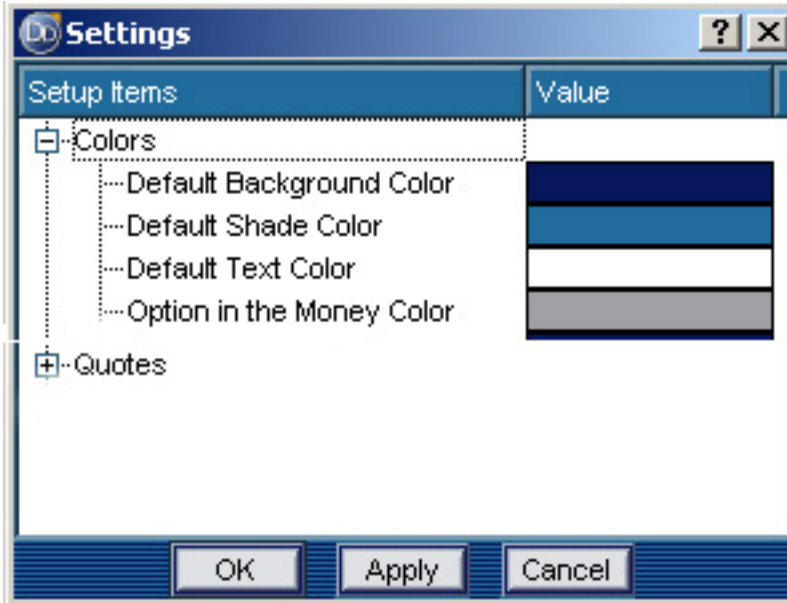 DD Settings ? X
Setup Items Value
Colors
Default Background Color
Default Shade Color
Default Text Color
Option in the Money Color
Quotes
OK Apply Cancel